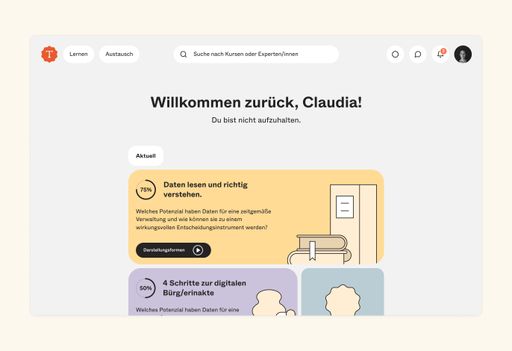 T
Lernen
Austausch
Suche nach Kursen oder Experten/innen
Willkommen zurück, Claudia!
Du bist nicht aufzuhalten.
Aktuell
75%
Daten lesen und richtig
verstehen.
Welches Potenzial haben Daten für eine zeitgemäße
Verwaltung und wie können sie zu einem
wirkungsvollen Entscheidungsinstrument werden?
Darstellungsformen
50%
4 Schritte zur digitalen
Bürg/erinakte
Welches Potenzial haben Daten für eine